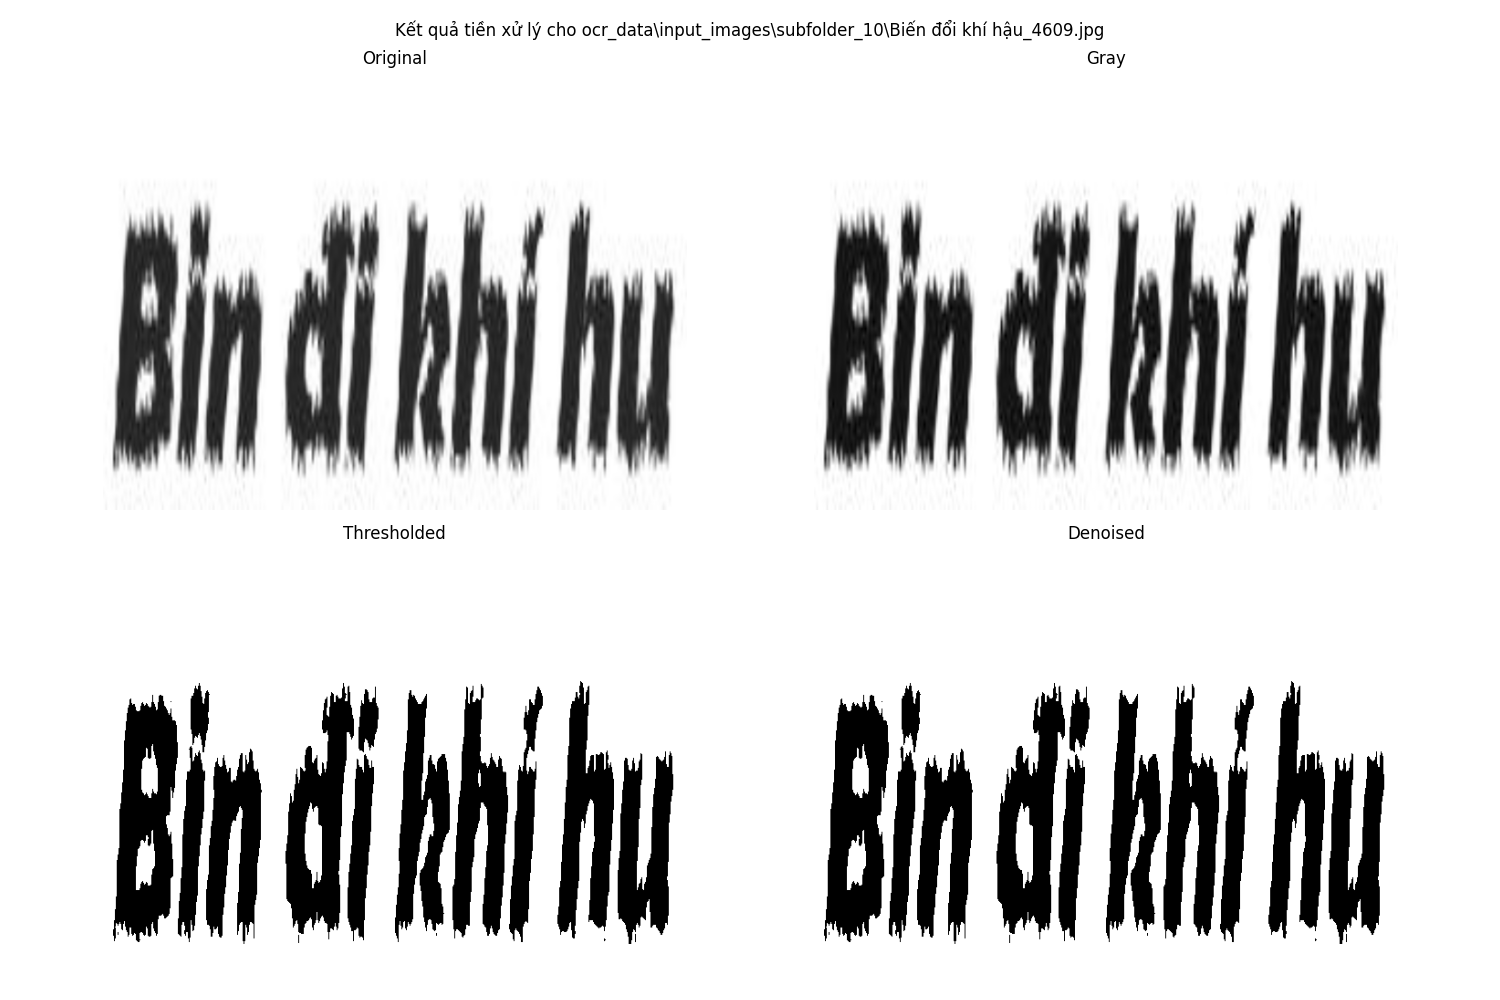 Kết quả tiền xử lý cho ocr_data\input_images\subfolder_10\Biến đổi khí hậu_4609.jpg
Original
Gray
Bin đi khí hu
Bin đi khí hu
Thresholded
Denoised
Bin đi khí hu
Bin đi khí hu